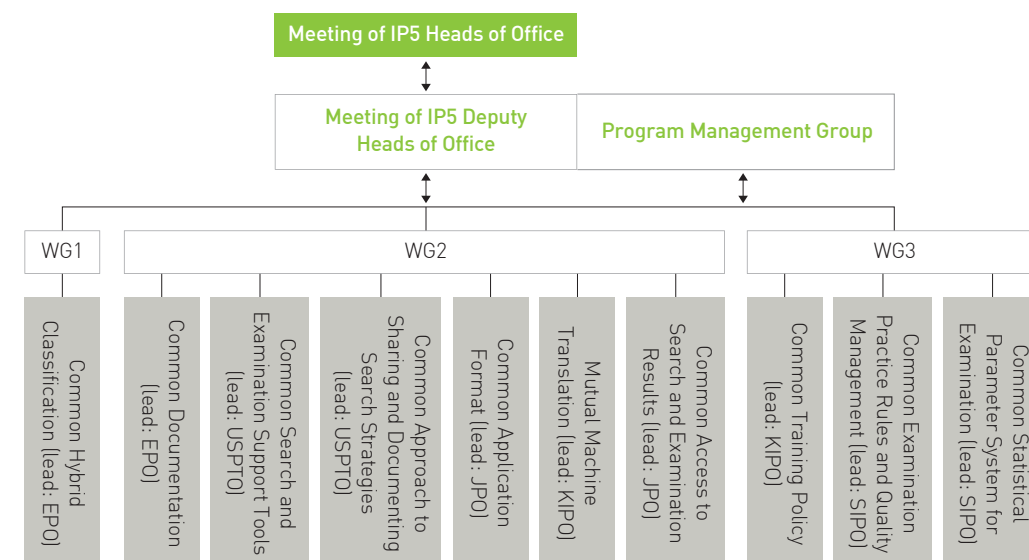 Meeting of IP5 Heads of Office
Meeting of IP5 Deputy
Heads of Office
Program Management Group
WG1
WG2
WG3
Common Hybrid
Classification (lead: EPO)
Common Documentation
(lead: EPO)
Common Search and
Examination Support Tools
(lead: USPTO)
Common Approach to
Sharing and Documenting
Search Strategies
(lead: USPTO)
Common Application
Format (lead: JPO)
Mutual Machine
Translation (lead: KIPO)
Common Access to
Search and Examination
Results (lead: JPO)
Common Training Policy
(lead: KIPO)
Common Examination
Practice Rules and Quality
Management (lead: SIPO)
Common Statistical
Parameter System for
Examination (lead: SIPO)